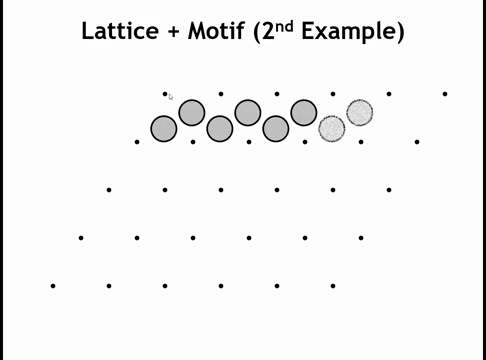 Lattice + Motif (2nd Example)